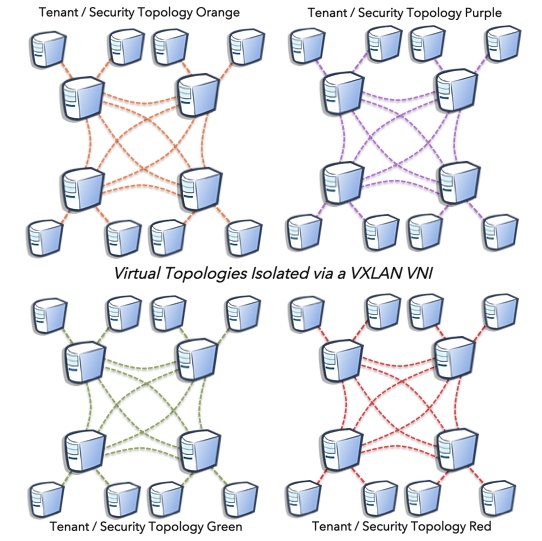 Tenant / Security Topology Orange
Tenant / Security Topology Purple
Virtual Topologies Isolated via a VXLAN VNI
Tenant / Security Topology Green
Tenant / Security Topology Red